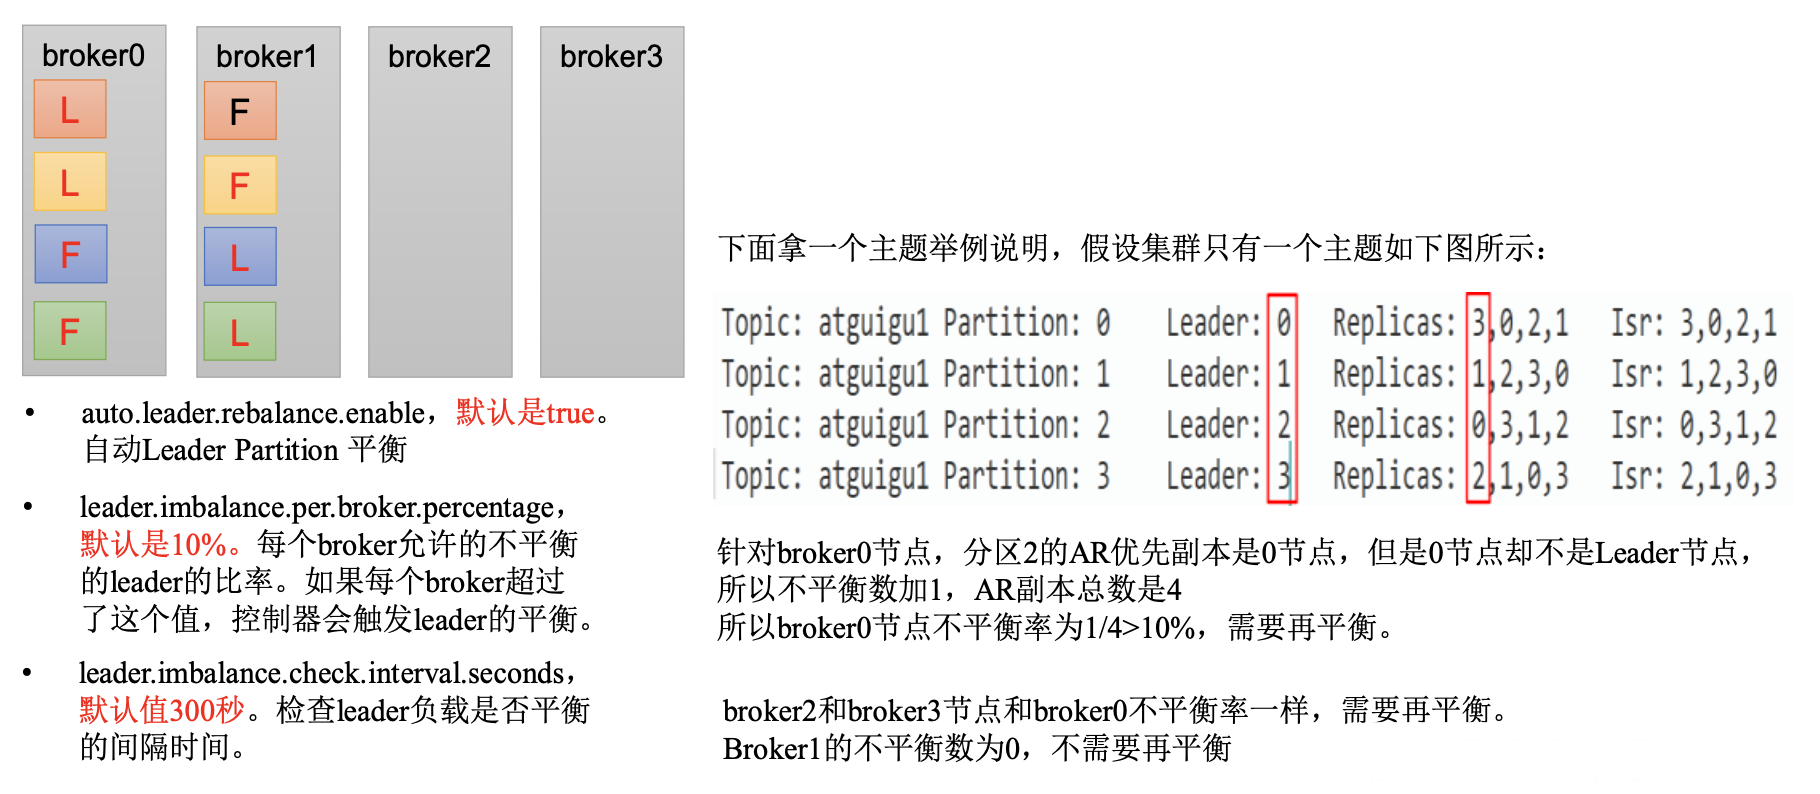 broker0
broker1
broker2
broker3
L
F
L
F
F
L
F
L
• auto.leader.rebalance.enable，默认是true。
自动Leader Partition 平衡
• leader.imbalance.per.broker.percentage，
默认是10%。每个broker允许的不平衡
的leader的比率。如果每个broker超过
了这个值，控制器会触发leader的平衡。
• leader.imbalance.check.interval.seconds，
默认值300秒。检查leader负载是否平衡
的间隔时间。
下面拿一个主题举例说明，假设集群只有一个主题如下图所示：
Topic: atguigu1 Partition: 0 Leader: 0 Replicas: 3,0,2,1 Isr: 3,0,2,1
Topic: atguigu1 Partition: 1 Leader: 1 Replicas: 1,2,3,0 Isr: 1,2,3,0
Topic: atguigu1 Partition: 2 Leader: 2 Replicas: 0,3,1,2 Isr: 0,3,1,2
Topic: atguigu1 Partition: 3 Leader: 3 Replicas: 2,1,0,3 Isr: 2,1,0,3
针对broker0节点，分区2的AR优先副本是0节点，但是0节点却不是Leader节点，
所以不平衡数加1，AR副本总数是4
所以broker0节点不平衡率为1/4>10%，需要再平衡。
broker2和broker3节点和broker0不平衡率一样，需要再平衡。
Broker1的不平衡数为0，不需要再平衡